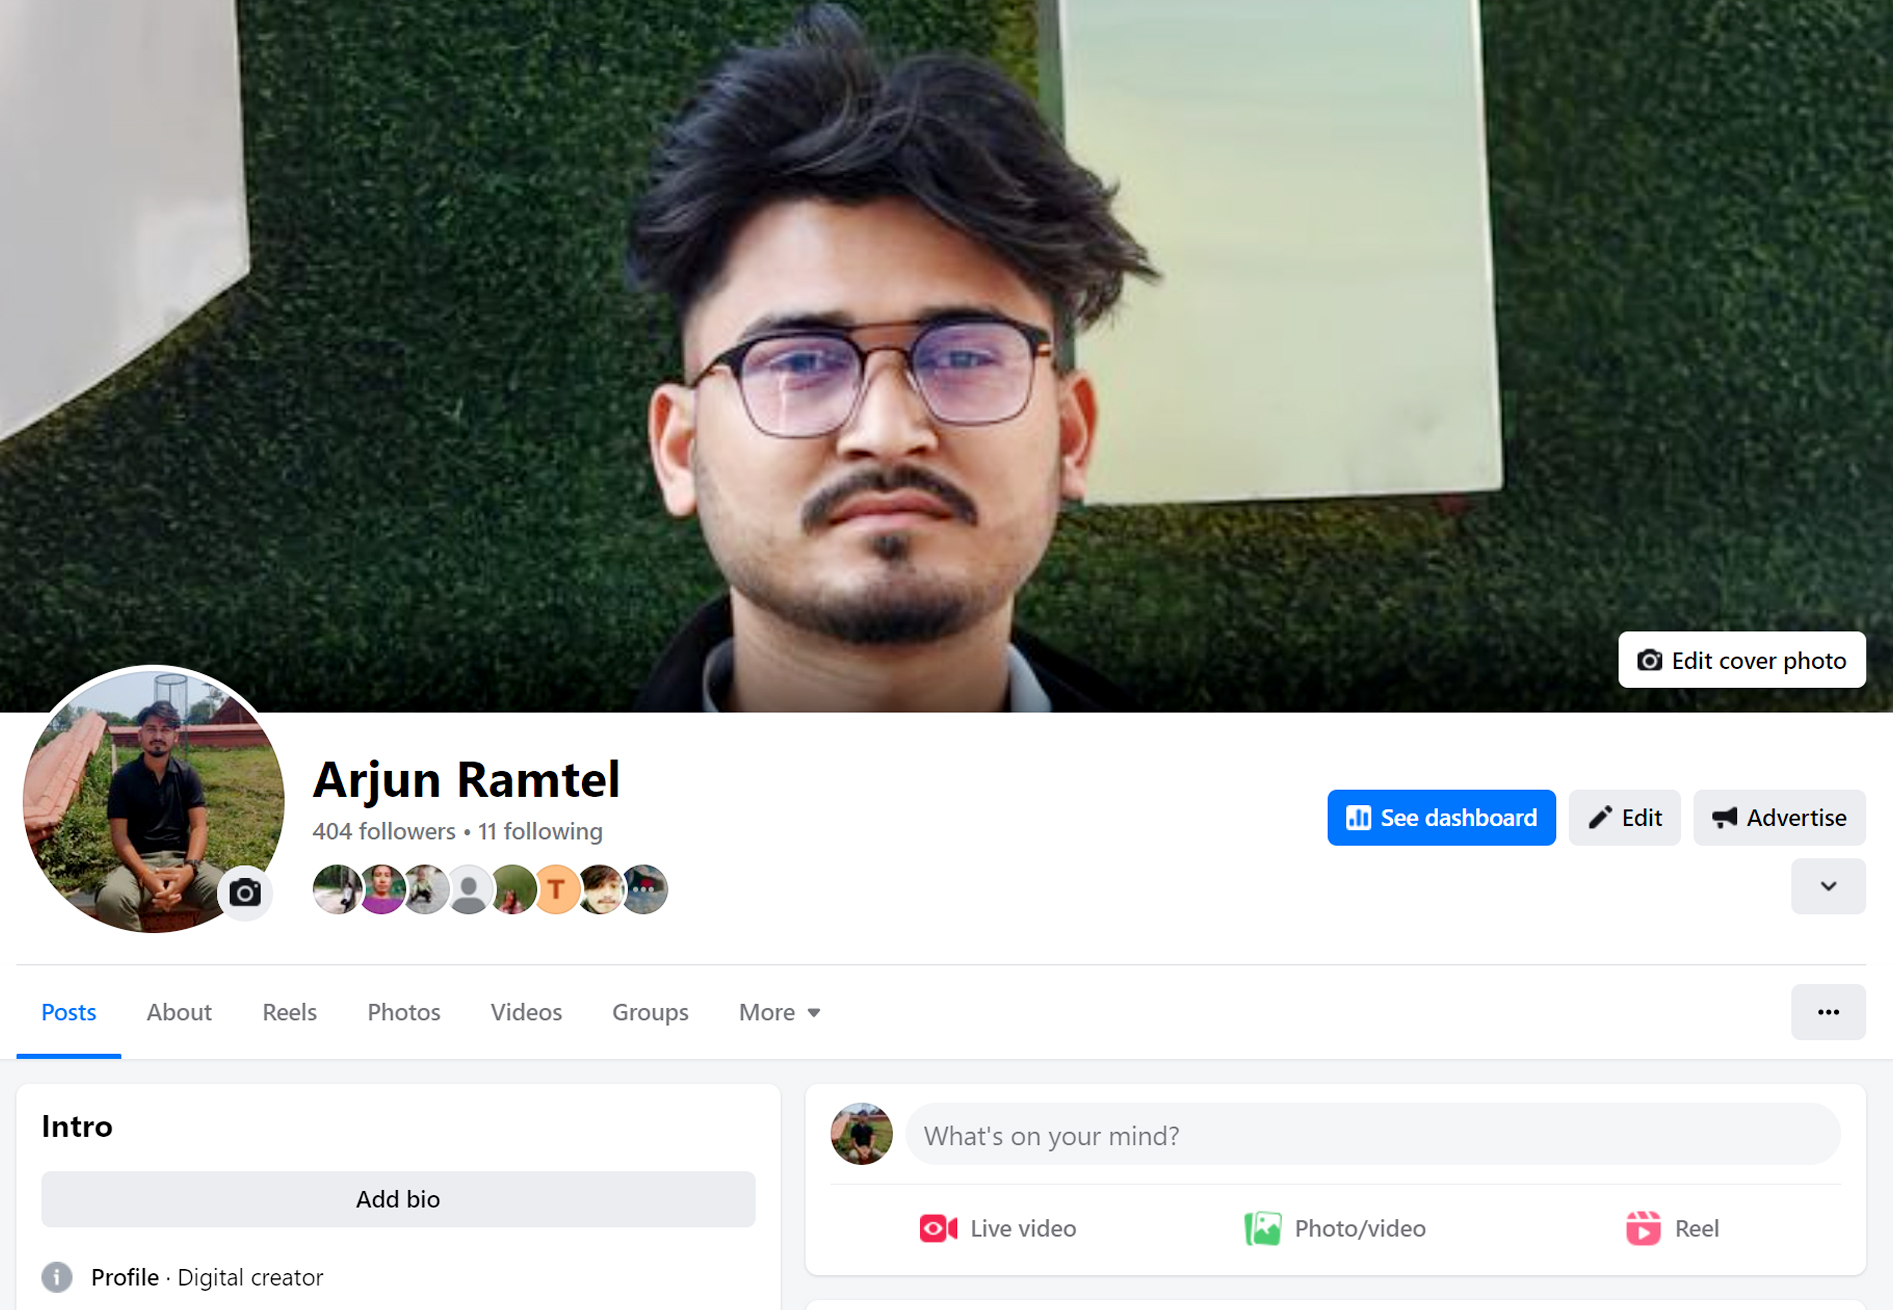 Edit cover photo
Arjun Ramtel
404 followers • 11 following
T
See dashboard
Edit
Advertise
Posts
About
Reels
Photos
Videos
Groups
More
Intro
Add bio
Profile · Digital creator
What's on your mind?
Live video
Photo/video
Reel